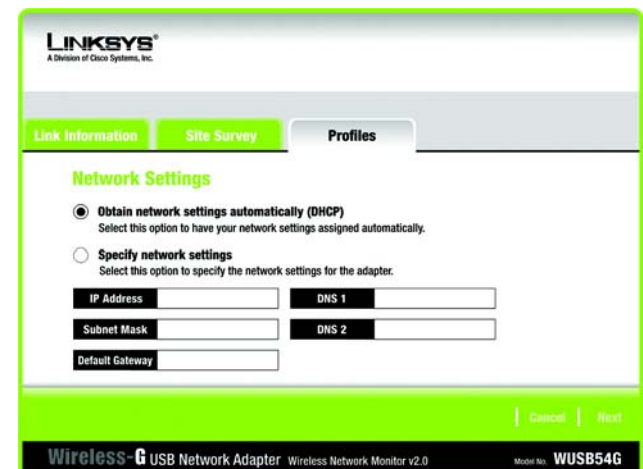 LINKSYS®
A Division of Cisco Systems, Inc.
Link Information
Site Survey
Profiles
Network Settings
Obtain network settings automatically (DHCP)
Select this option to have your network settings assigned automatically.
Specify network settings
Select this option to specify the network settings for the adapter.
IP Address
DNS 1
Subnet Mask
DNS 2
Default Gateway
Cancel
Next
Wireless-G USB Network Adapter Wireless Network Monitor v2.0 Model No. WUSB54G